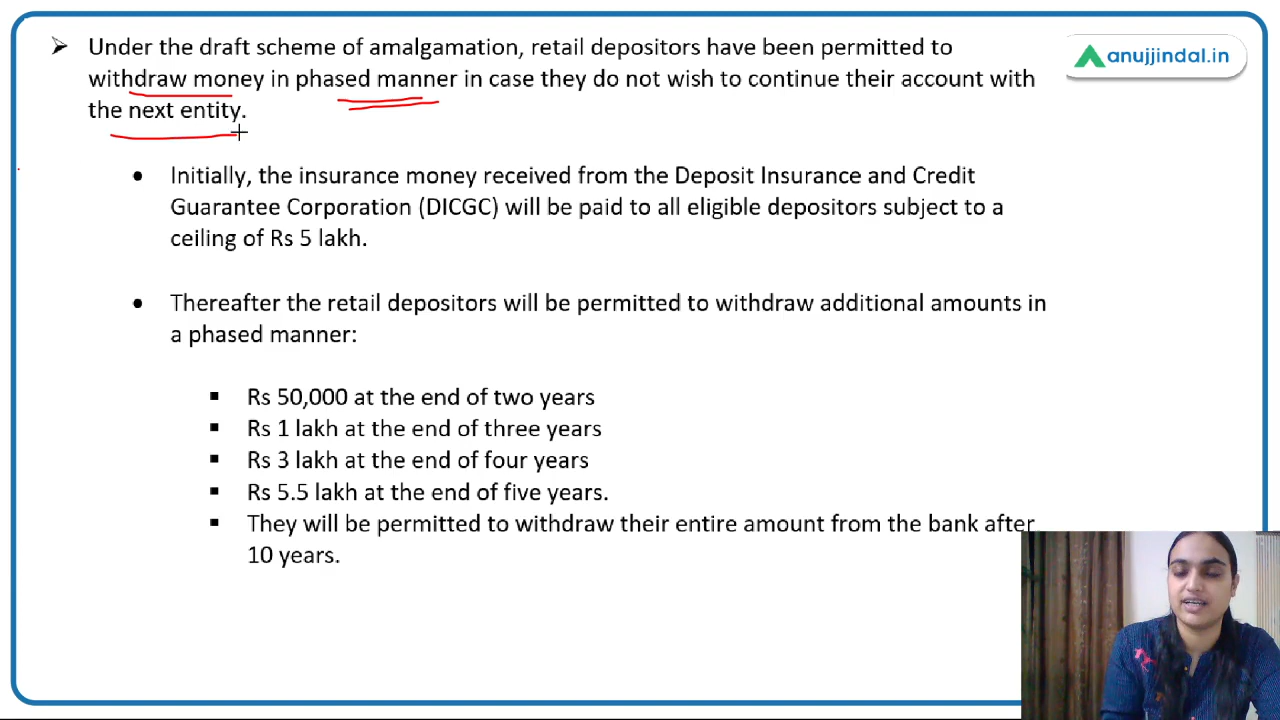 Under the draft scheme of amalgamation, retail depositors have been permitted to
withdraw money in phased manner in case they do not wish to continue their account with
the next entity.
anujjindal.in
• Initially, the insurance money received from the Deposit Insurance and Credit
Guarantee Corporation (DICGC) will be paid to all eligible depositors subject to a
ceiling of Rs 5 lakh.
• Thereafter the retail depositors will be permitted to withdraw additional amounts in
a phased manner:
▪ Rs 50,000 at the end of two years
▪ Rs 1 lakh at the end of three years
▪ Rs 3 lakh at the end of four years
▪ Rs 5.5 lakh at the end of five years.
▪ They will be permitted to withdraw their entire amount from the bank after
10 years.